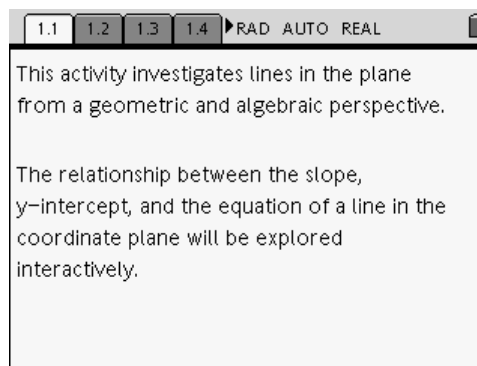 1.1 1.2 1.3 1.4 RAD AUTO REAL
This activity investigates lines in the plane
from a geometric and algebraic perspective.
The relationship between the slope,
y-intercept, and the equation of a line in the
coordinate plane will be explored
interactively.